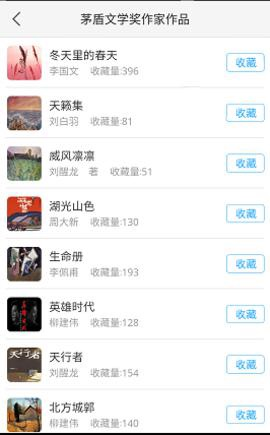 茅盾文学奖作家作品
冬天里的春天
李国文 收藏量:396
收藏
天籁集
刘白羽 收藏量:81
收藏
威风凛凛
刘醒龙 著 收藏量:51
收藏
湖光山色
周大新 收藏量:130
收藏
生命册
李佩甫 收藏量:193
收藏
英雄时代
柳建伟 收藏量:128
收藏
天行者
刘醒龙 收藏量:154
收藏
天行者
北方城郭
柳建伟 收藏量:140
收藏